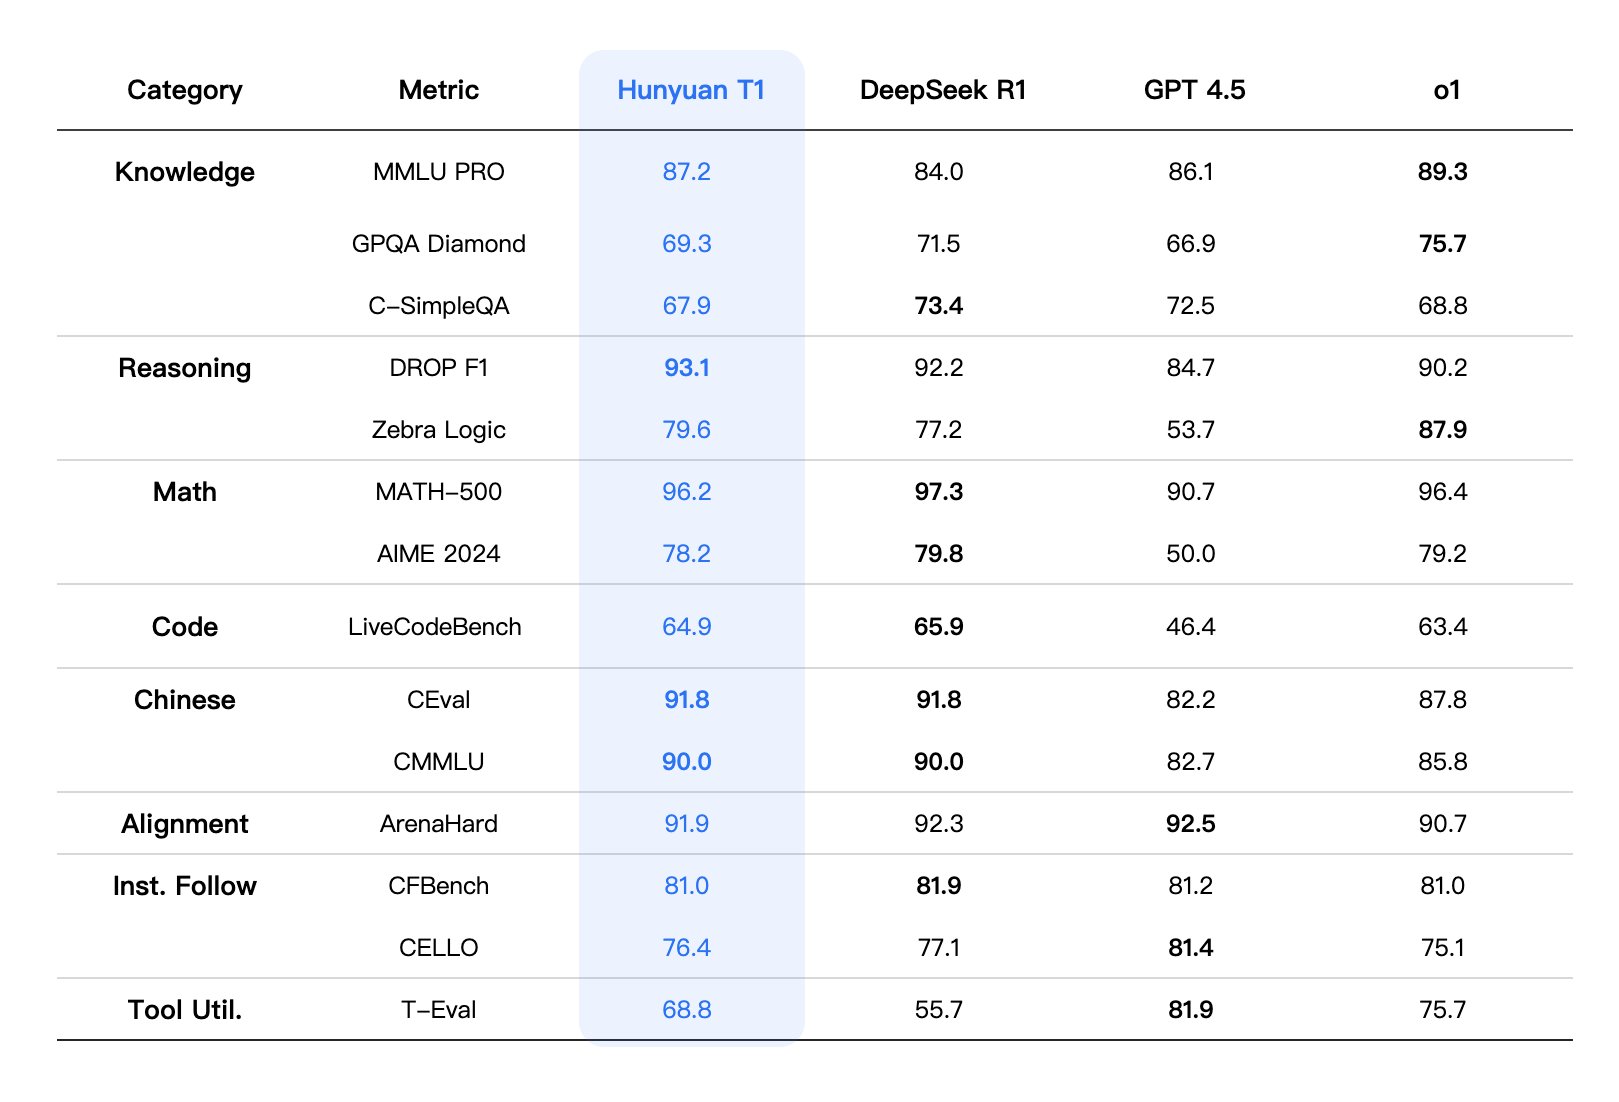 Category Metric Hunyuan T1 DeepSeek R1 GPT 4.5 o1
Knowledge MMLU PRO 87.2 84.0 86.1 89.3
GPQA Diamond 69.3 71.5 66.9 75.7
C-SimpleQA 67.9 73.4 72.5 68.8
Reasoning DROP F1 93.1 92.2 84.7 90.2
Zebra Logic 79.6 77.2 53.7 87.9
Math MATH-500 96.2 97.3 90.7 96.4
AIME 2024 78.2 79.8 50.0 79.2
Code LiveCodeBench 64.9 65.9 46.4 63.4
Chinese CEval 91.8 91.8 82.2 87.8
CMMLU 90.0 90.0 82.7 85.8
Alignment ArenaHard 91.9 92.3 92.5 90.7
Inst. Follow CFBench 81.0 81.9 81.2 81.0
CELLO 76.4 77.1 81.4 75.1
Tool Util. T-Eval 68.8 55.7 81.9 75.7